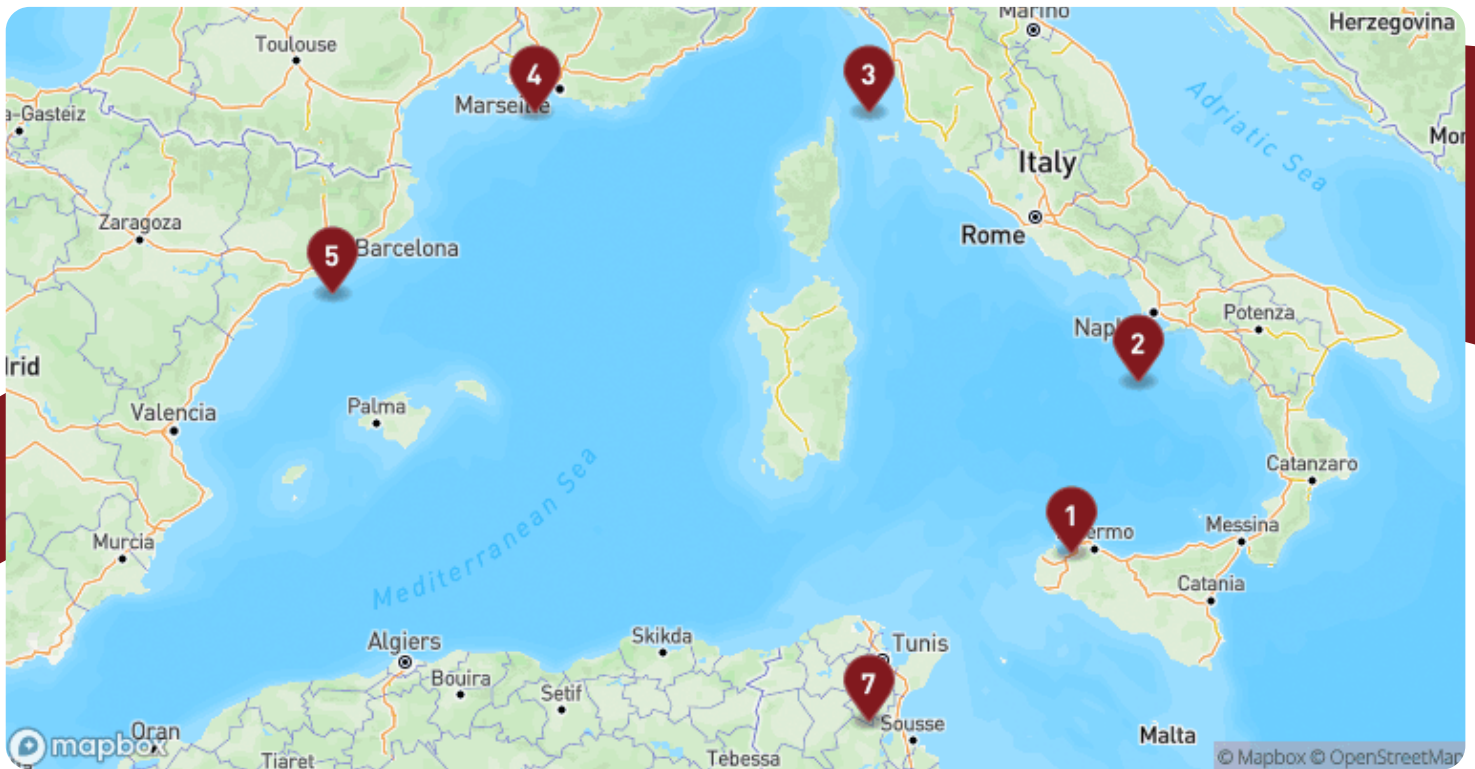 Marino
Herzegovina
Toulouse
4
3
Marseille
a-Gasteiz
Adriatic Sea
Mor
Italy
Zaragoza
Rome
5
Barcelona
Potenza
Nap
2
drid
Palma
Valencia
Catanzaro
Mediterranean Sea
1
ermo
Messina
Murcia
Catania
Algiers
Skikda
Tunis
Bouira
Setif
7
Sousse
Oran
Malta
mapbox
Tiaret
Tebessa
© Mapbox © OpenStreetMap